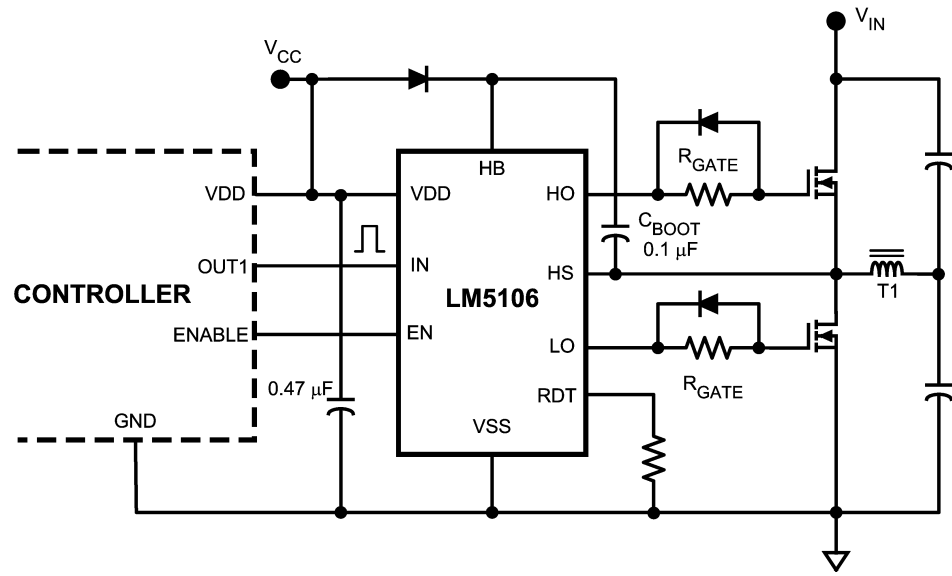 V_IN
V_CC
HB
R_GATE
VDD
VDD
HO
C_BOOT
0.1 µF
OUT1
IN
HS
T1
CONTROLLER
LM5106
ENABLE
EN
LO
0.47 µF
R_GATE
RDT
GND
VSS